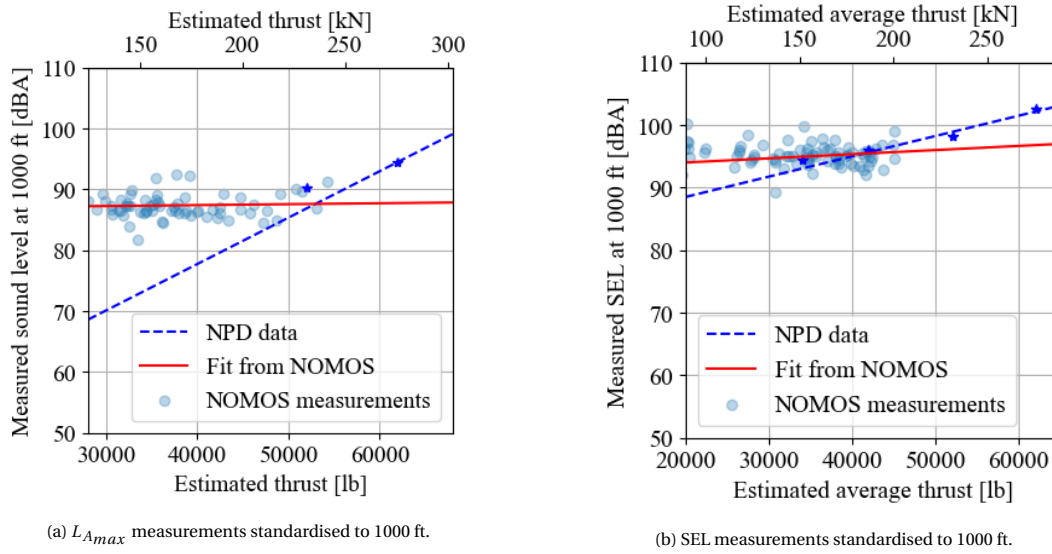 Estimated thrust [kN]
150 200 250 300
110
100
90
80
70
60
50
Measured sound level at 1000 ft [dBA]
NPD data
Fit from NOMOS
NOMOS measurements
30000 40000 50000 60000
Estimated thrust [lb]
(a) L_{A_{max}} measurements standardised to 1000 ft.
Estimated average thrust [kN]
100 150 200 250
110
100
90
80
70
60
50
Measured SEL at 1000 ft [dBA]
NPD data
Fit from NOMOS
NOMOS measurements
20000 30000 40000 50000 60000
Estimated average thrust [lb]
(b) SEL measurements standardised to 1000 ft.